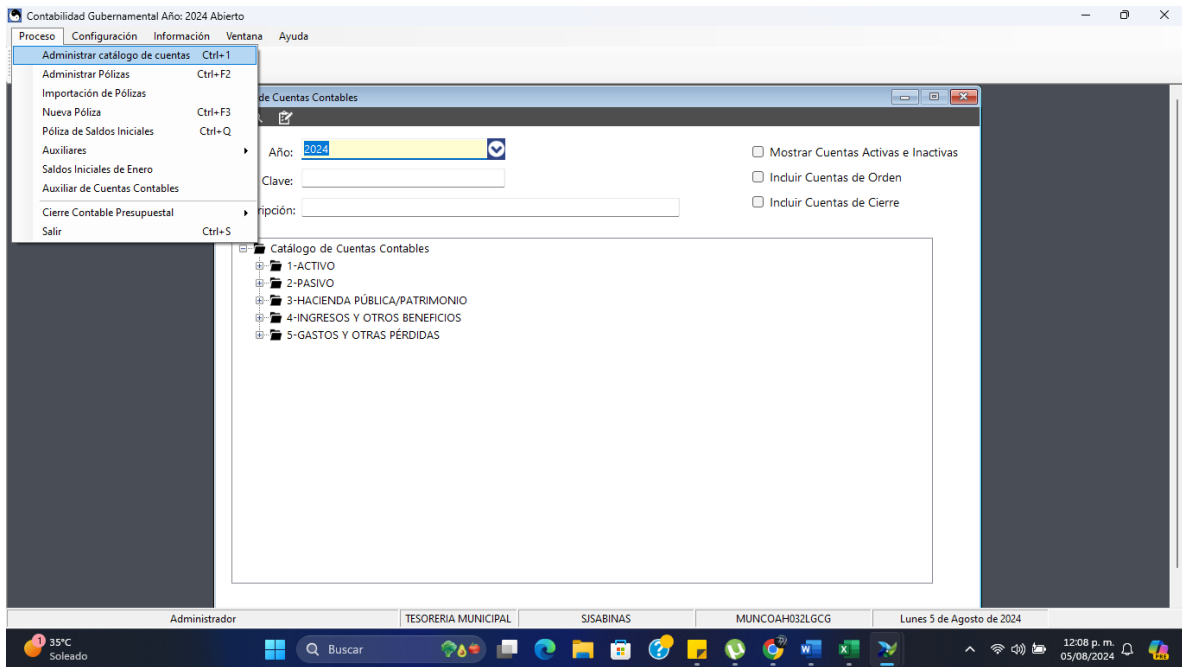 Contabilidad Gubernamental Año: 2024 Abierto
Proceso Configuración Información Ventana Ayuda
Administrar catálogo de cuentas Ctrl+1
Administrar Pólizas Ctrl+F2
Importación de Pólizas
Nueva Póliza Ctrl+F3
Póliza de Saldos Iniciales Ctrl+Q
Auxiliares
Saldos Iniciales de Enero
Auxiliar de Cuentas Contables
Cierre Contable Presupuestal
Salir Ctrl+S
de Cuentas Contables
Año: 2024
Clave:
ripción:
Mostrar Cuentas Activas e Inactivas
Incluir Cuentas de Orden
Incluir Cuentas de Cierre
Catálogo de Cuentas Contables
1-ACTIVO
2-PASIVO
3-HACIENDA PÚBLICA/PATRIMONIO
4-INGRESOS Y OTROS BENEFICIOS
5-GASTOS Y OTRAS PÉRDIDAS
Administrador TESORERIA MUNICIPAL SJSABINAS MUNCOAH032LGCG Lunes 5 de Agosto de 2024
1
35°C
Soleado
Buscar
12:08 p. m.
05/08/2024
PRE